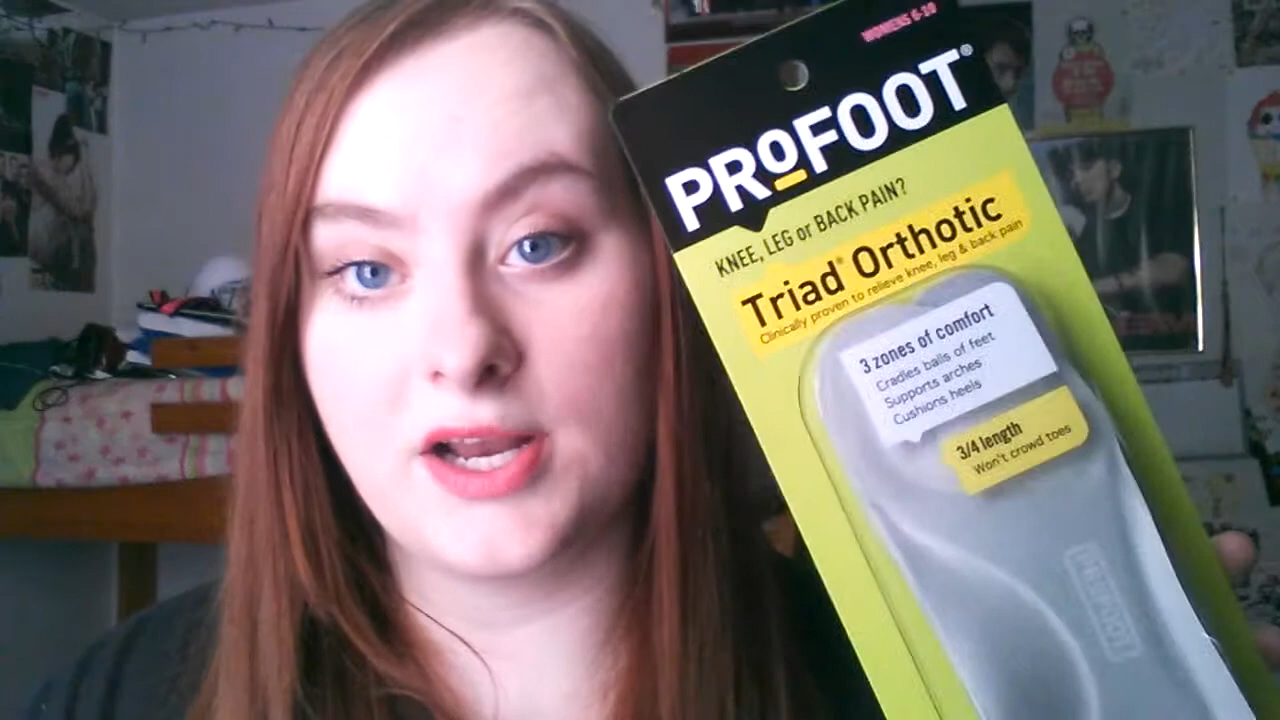 WOMENS 6-10
PROFOOT®
KNEE, LEG or BACK PAIN?
Triad® Orthotic
Clinically proven to relieve knee, leg & back pain
3 zones of comfort
Cradles balls of feet
Supports arches
Cushions heels
3/4 length
Won't crowd toes
PROFOOT